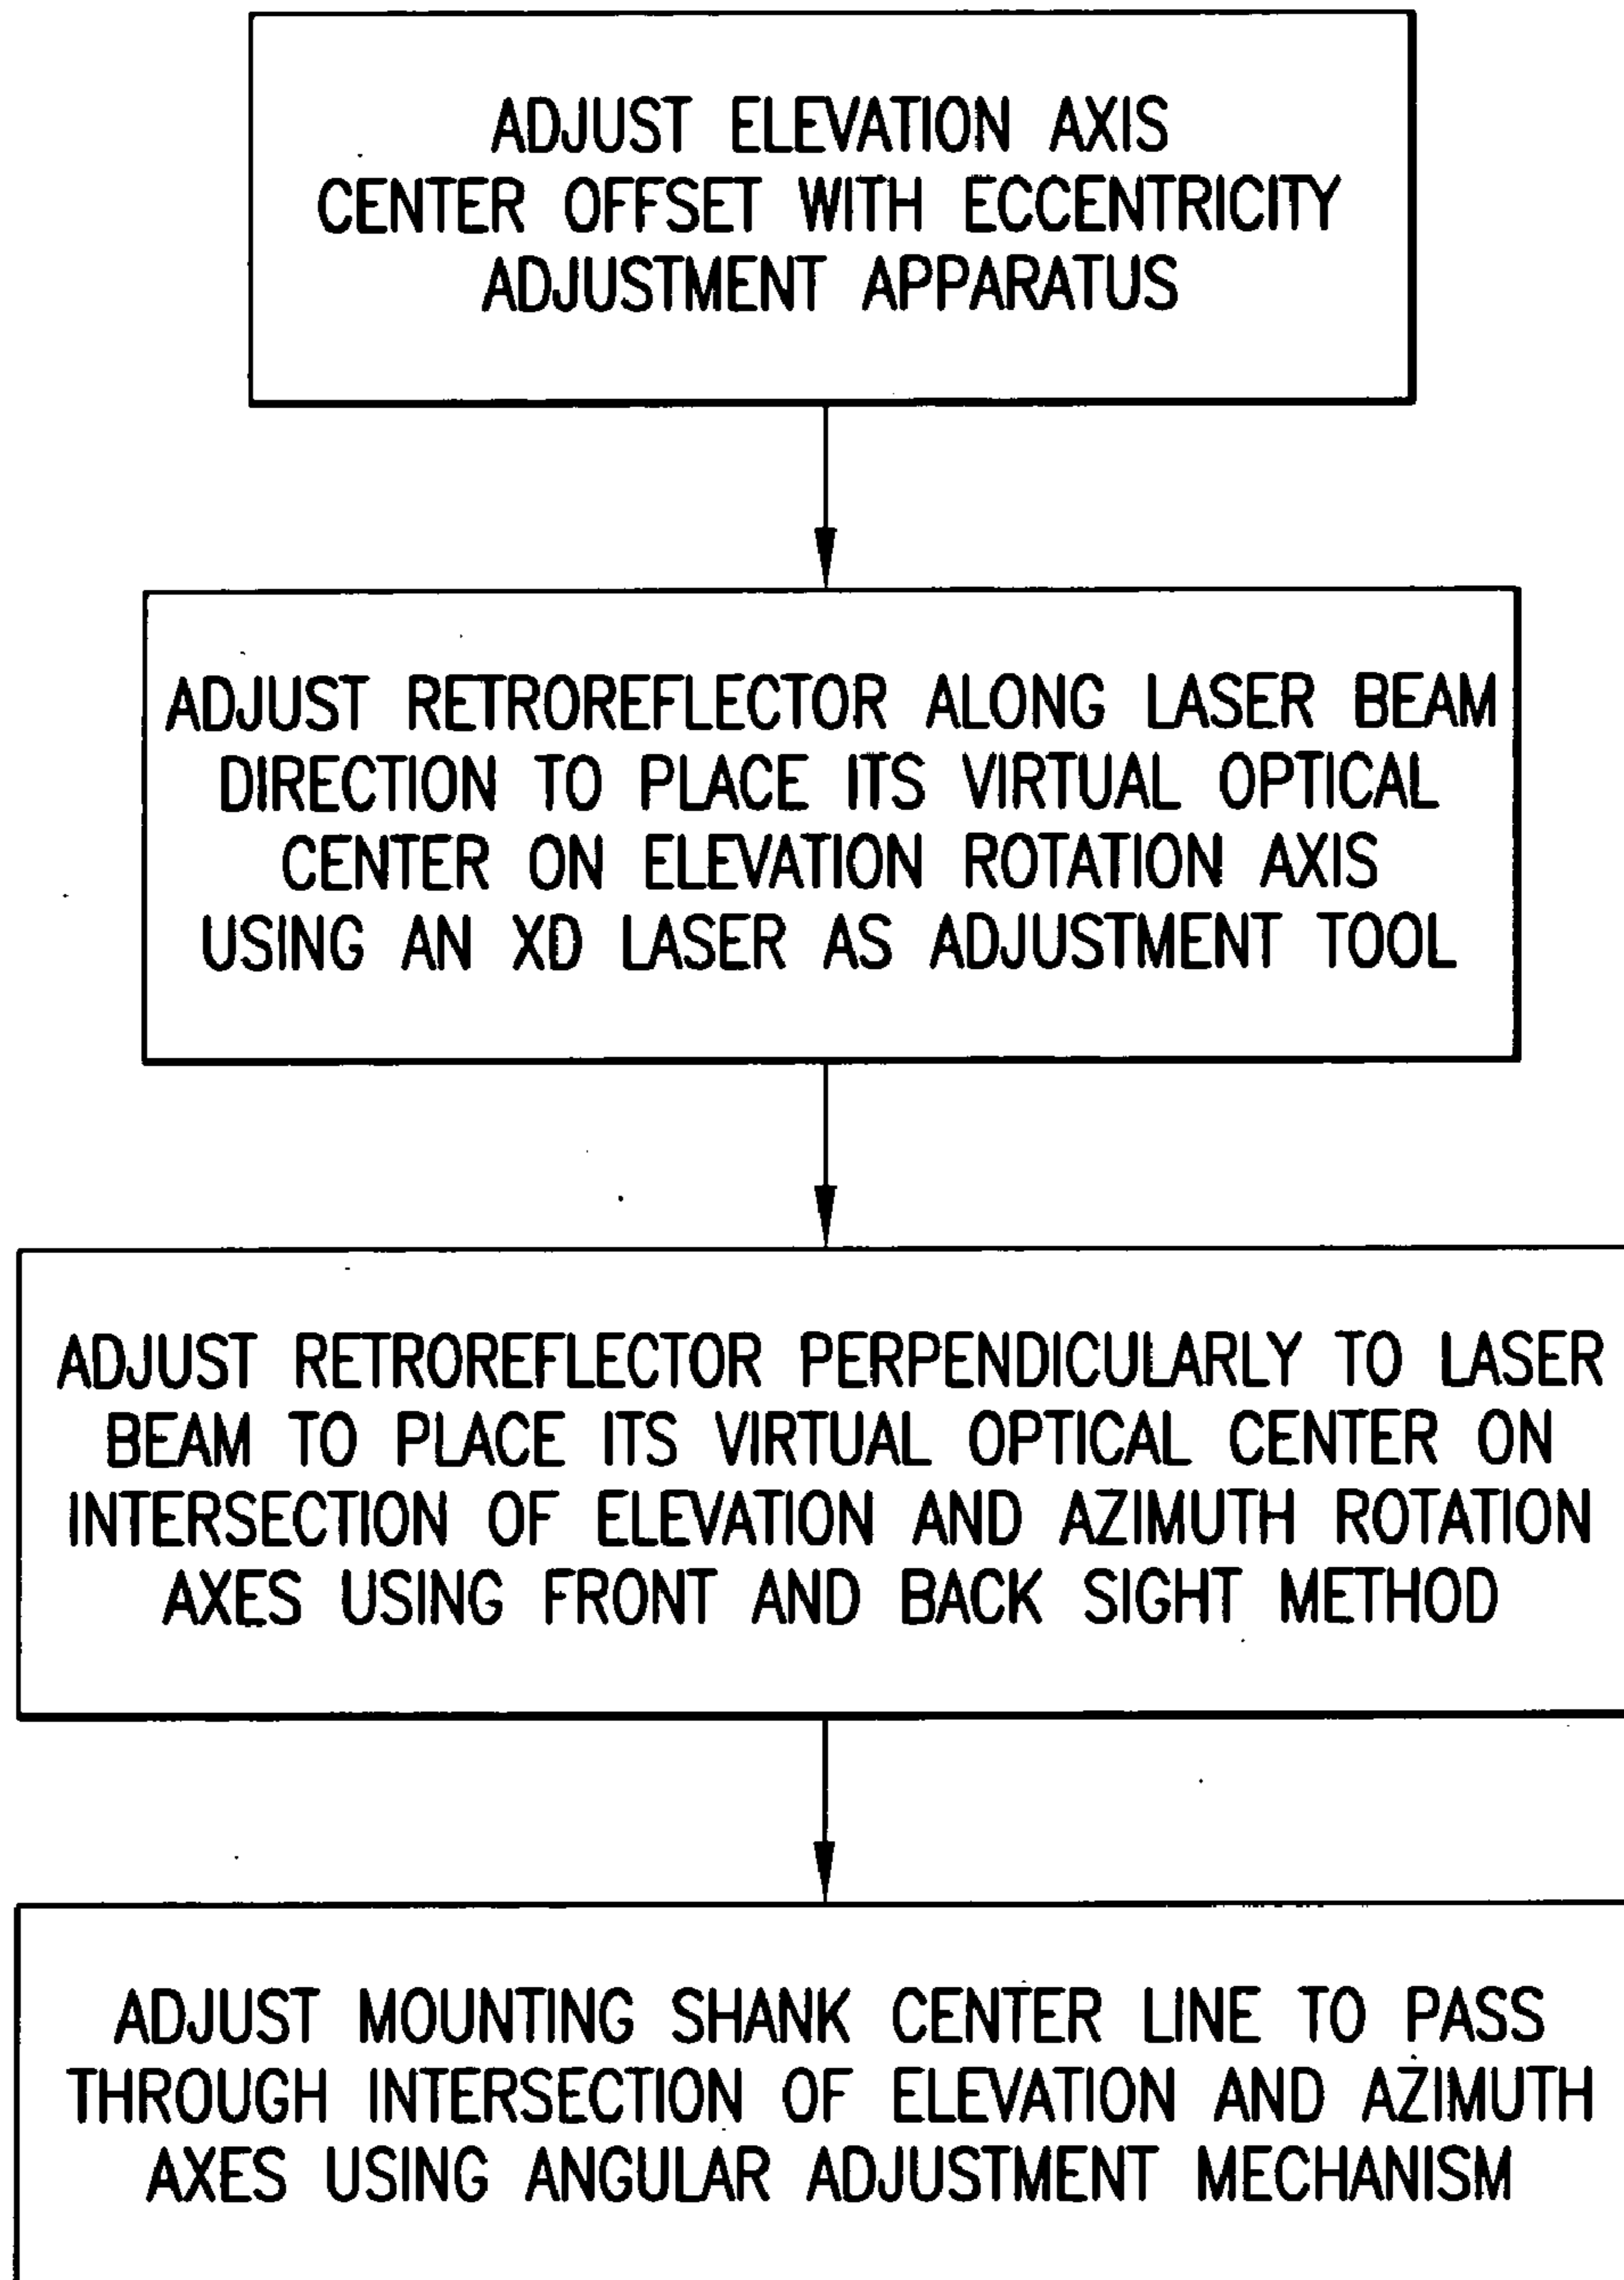 ADJUST ELEVATION AXIS
CENTER OFFSET WITH ECCENTRICITY
ADJUSTMENT APPARATUS
ADJUST RETROREFLECTOR ALONG LASER BEAM
DIRECTION TO PLACE ITS VIRTUAL OPTICAL
CENTER ON ELEVATION ROTATION AXIS
USING AN XD LASER AS ADJUSTMENT TOOL
ADJUST RETROREFLECTOR PERPENDICULARLY TO LASER
BEAM TO PLACE ITS VIRTUAL OPTICAL CENTER ON
INTERSECTION OF ELEVATION AND AZIMUTH ROTATION
AXES USING FRONT AND BACK SIGHT METHOD
ADJUST MOUNTING SHANK CENTER LINE TO PASS
THROUGH INTERSECTION OF ELEVATION AND AZIMUTH
AXES USING ANGULAR ADJUSTMENT MECHANISM